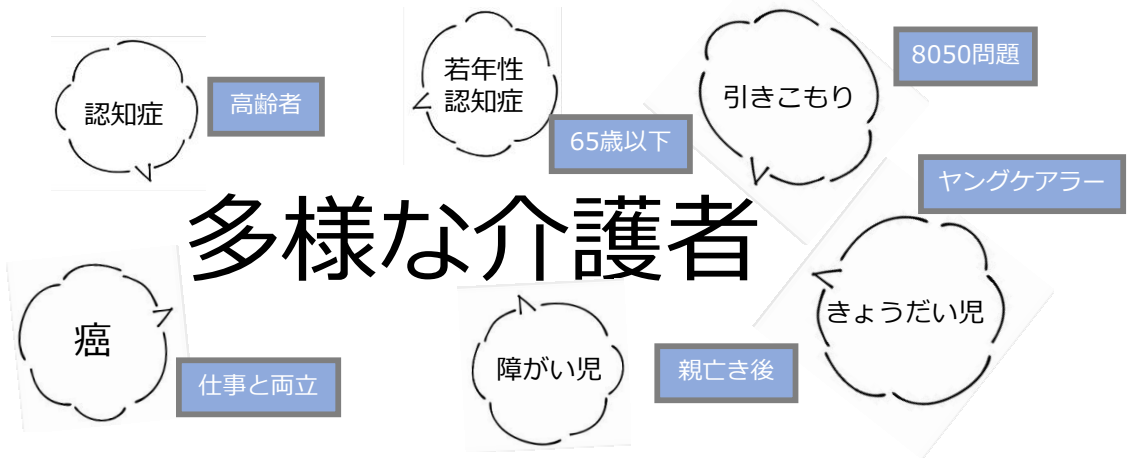 認知症
高齢者
若年性
認知症
65歳以下
引きこもり
8050問題
ヤングケアラー
多様な介護者
癌
仕事と両立
障がい児
親亡き後
きょうだい児